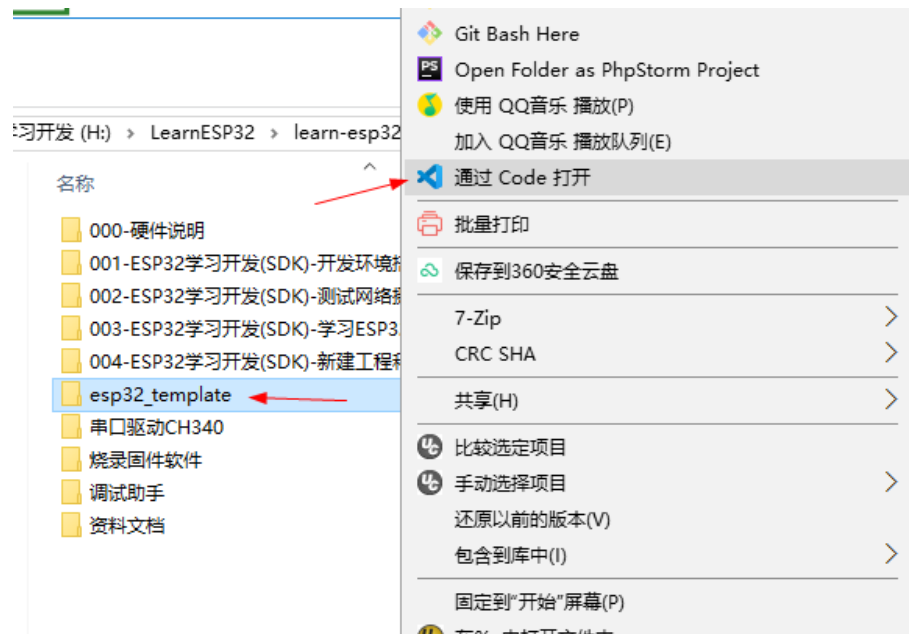 Git Bash Here
Open Folder as PhpStorm Project
使用 QQ音乐 播放(P)
加入 QQ音乐 播放队列(E)
通过 Code 打开
批量打印
保存到360安全云盘
7-Zip
CRC SHA
共享(H)
比较选定项目
手动选择项目
还原以前的版本(V)
包含到库中(I)
固定到"开始"屏幕(P)
习开发 (H:) › LearnESP32 › learn-esp32
名称
000-硬件说明
001-ESP32学习开发(SDK)-开发环境
002-ESP32学习开发(SDK)-测试网络
003-ESP32学习开发(SDK)-学习ESP3
004-ESP32学习开发(SDK)-新建工程
esp32_template
串口驱动CH340
烧录固件软件
调试助手
资料文档